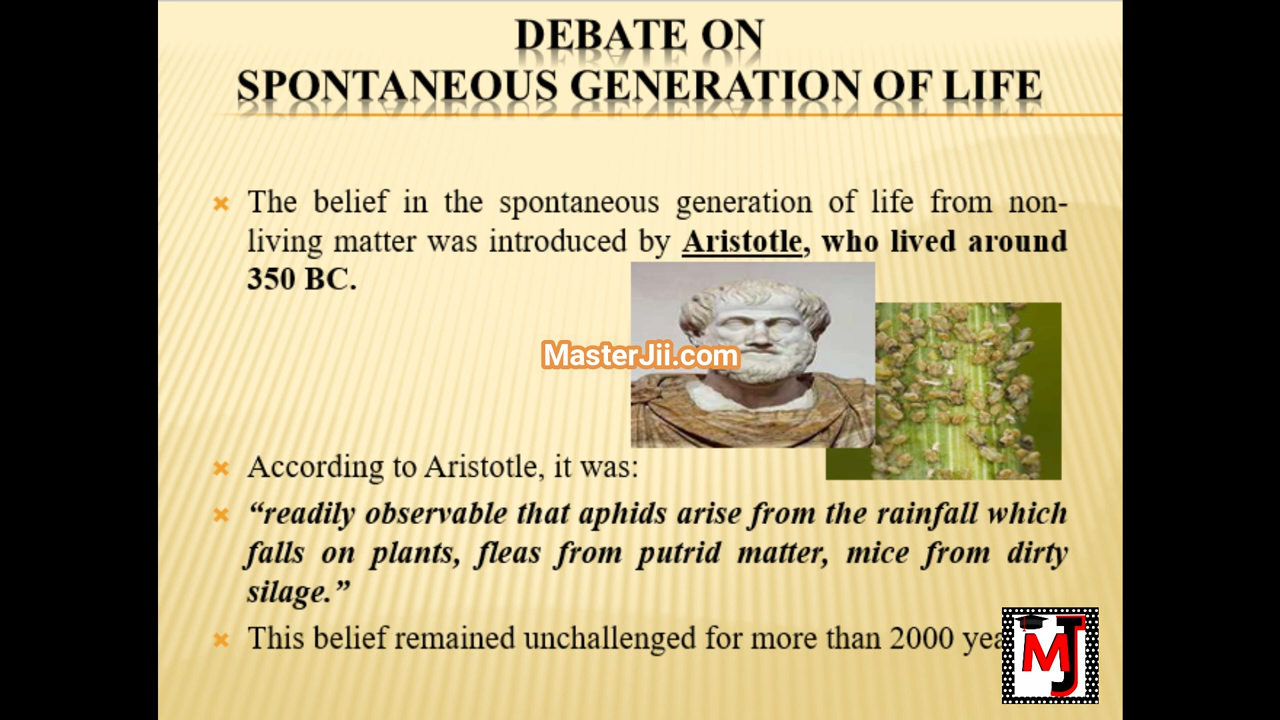 DEBATE ON
SPONTANEOUS GENERATION OF LIFE
The belief in the spontaneous generation of life from non-
living matter was introduced by Aristotle, who lived around
350 BC.
MasterJii.com
According to Aristotle, it was:
“readily observable that aphids arise from the rainfall which
falls on plants, fleas from putrid matter, mice from dirty
silage.”
This belief remained unchallenged for more than 2000
MJ